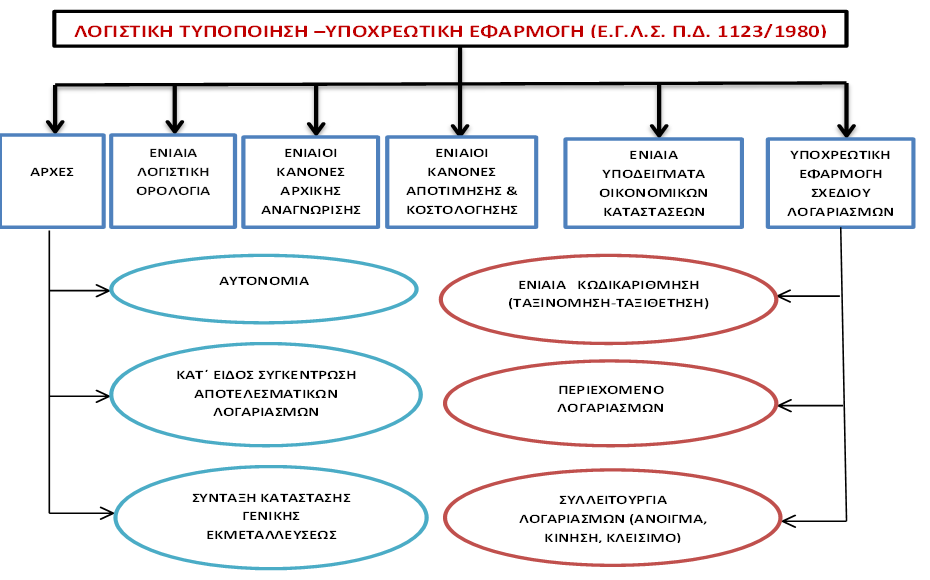 ΛΟΓΙΣΤΙΚΗ ΤΥΠΟΠΟΙΗΣΗ –ΥΠΟΧΡΕΩΤΙΚΗ ΕΦΑΡΜΟΓΗ (Ε.Γ.Λ.Σ. Π.Δ. 1123/1980)
ΑΡΧΕΣ
ΕΝΙΑΙΑ
ΛΟΓΙΣΤΙΚΗ
ΟΡΟΛΟΓΙΑ
ΕΝΙΑΙΟΙ
ΚΑΝΟΝΕΣ
ΑΡΧΙΚΗΣ
ΑΝΑΓΝΩΡΙΣΗΣ
ΕΝΙΑΙΟΙ
ΚΑΝΟΝΕΣ
ΑΠΟΤΙΜΗΣΗΣ &
ΚΟΣΤΟΛΟΓΗΣΗΣ
ΕΝΙΑΙΑ
ΥΠΟΔΕΙΓΜΑΤΑ
ΟΙΚΟΝΟΜΙΚΩΝ
ΚΑΤΑΣΤΑΣΕΩΝ
ΥΠΟΧΡΕΩΤΙΚΗ
ΕΦΑΡΜΟΓΗ
ΣΧΕΔΙΟΥ
ΛΟΓΑΡΙΑΣΜΩΝ
ΑΥΤΟΝΟΜΙΑ
ΚΑΤ΄ ΕΙΔΟΣ ΣΥΓΚΕΝΤΡΩΣΗ
ΑΠΟΤΕΛΕΣΜΑΤΙΚΩΝ
ΛΟΓΑΡΙΑΣΜΩΝ
ΣΥΝΤΑΞΗ ΚΑΤΑΣΤΑΣΗΣ
ΓΕΝΙΚΗΣ
ΕΚΜΕΤΑΛΛΕΥΣΕΩΣ
ΕΝΙΑΙΑ ΚΩΔΙΚΑΡΙΘΜΗΣΗ
(ΤΑΞΙΝΟΜΗΣΗ-ΤΑΞΙΘΕΤΗΣΗ)
ΠΕΡΙΕΧΟΜΕΝΟ
ΛΟΓΑΡΙΑΣΜΩΝ
ΣΥΛΛΕΙΤΟΥΡΓΙΑ
ΛΟΓΑΡΙΑΣΜΩΝ (ΑΝΟΙΓΜΑ,
ΚΙΝΗΣΗ, ΚΛΕΙΣΙΜΟ)